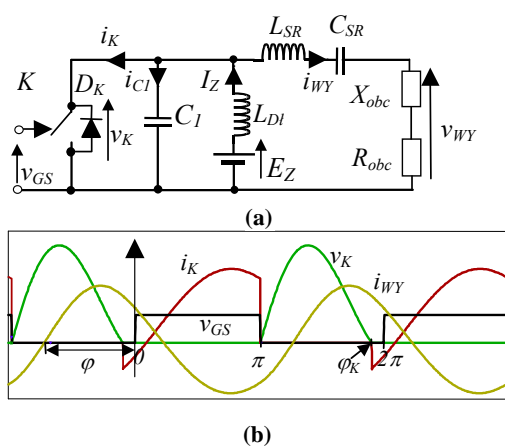 L_SR C_SR
i_K
K D_K i_C1 I_Z i_WY X_obc
v_K C_1 L_Dł v_WY
v_GS E_Z R_obc
(a)
i_K v_K i_WY
v_GS
φ 0 π φ_K 2π
(b)